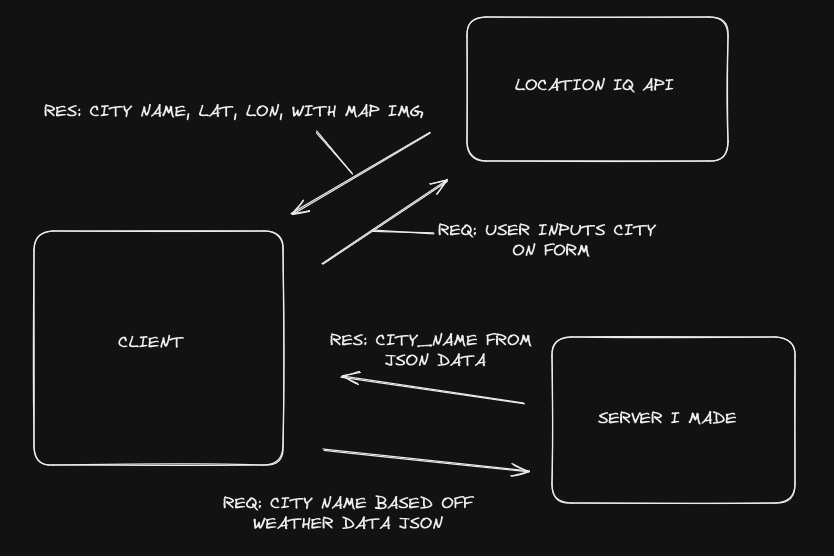 LOCATION IQ API
RES: CITY NAME, LAT, LON, WITH MAP IMG,
REQ: USER INPUTS CITY
ON FORM
CLIENT
RES: CITY_NAME FROM
JSON DATA
SERVER I MADE
REQ: CITY NAME BASED OFF
WEATHER DATA JSON